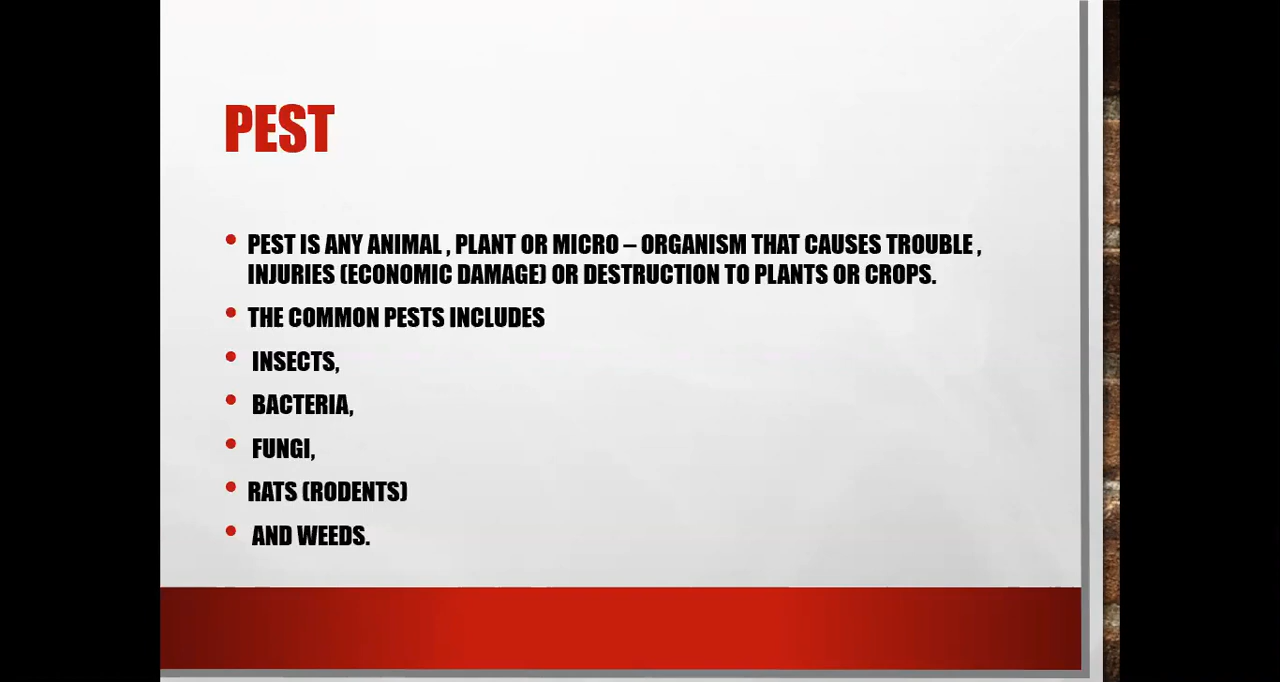 PEST
• PEST IS ANY ANIMAL , PLANT OR MICRO – ORGANISM THAT CAUSES TROUBLE ,
INJURIES (ECONOMIC DAMAGE) OR DESTRUCTION TO PLANTS OR CROPS.
• THE COMMON PESTS INCLUDES
• INSECTS,
• BACTERIA,
• FUNGI,
• RATS (RODENTS)
• AND WEEDS.